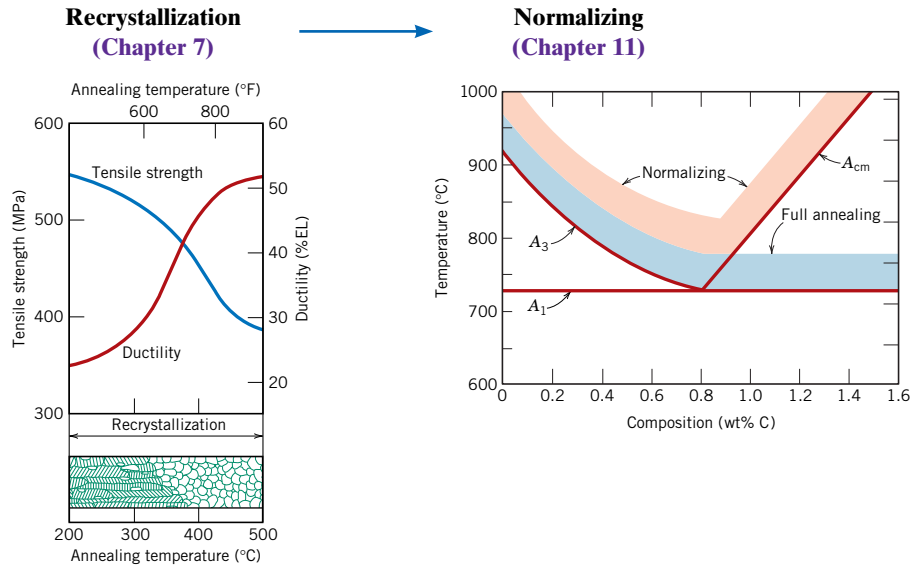 Recrystallization
(Chapter 7)
Normalizing
(Chapter 11)
Annealing temperature (°F)
600 800
600
500
400
300
Tensile strength (MPa)
60
50
40
30
20
Ductility (%EL)
Tensile strength
Ductility
Recrystallization
200 300 400 500
Annealing temperature (°C)
1000
900
800
700
600
Temperature (°C)
Normalizing
Acm
Full annealing
A3
A1
0 0.2 0.4 0.6 0.8 1.0 1.2 1.4 1.6
Composition (wt% C)